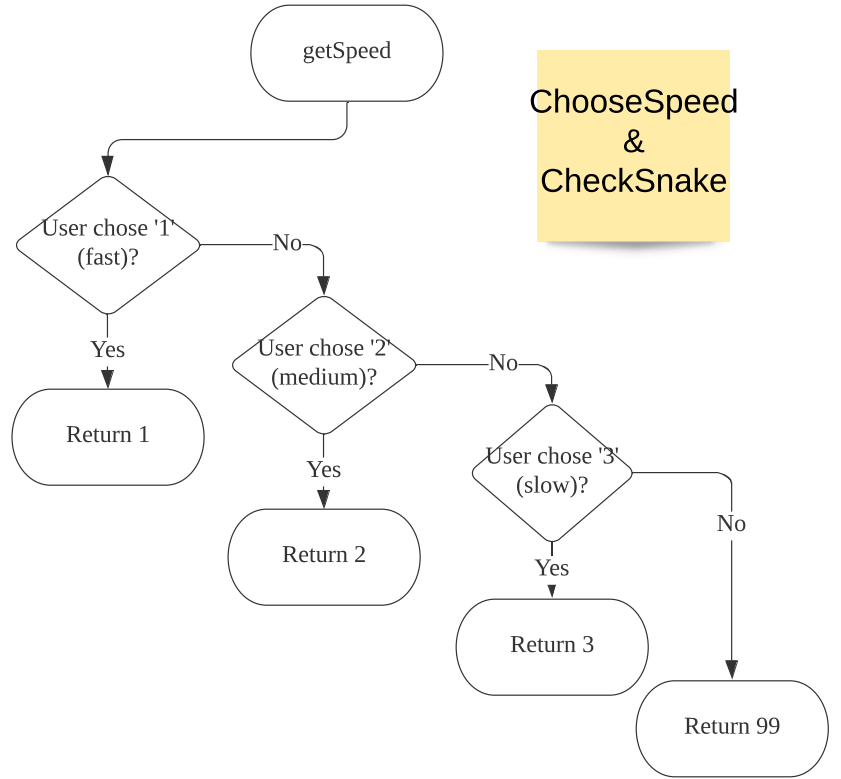 getSpeed
ChooseSpeed
&
CheckSnake
User chose '1'
(fast)?
No
Yes
Return 1
User chose '2'
(medium)?
No
Yes
Return 2
User chose '3'
(slow)?
No
Yes
Return 3
Return 99